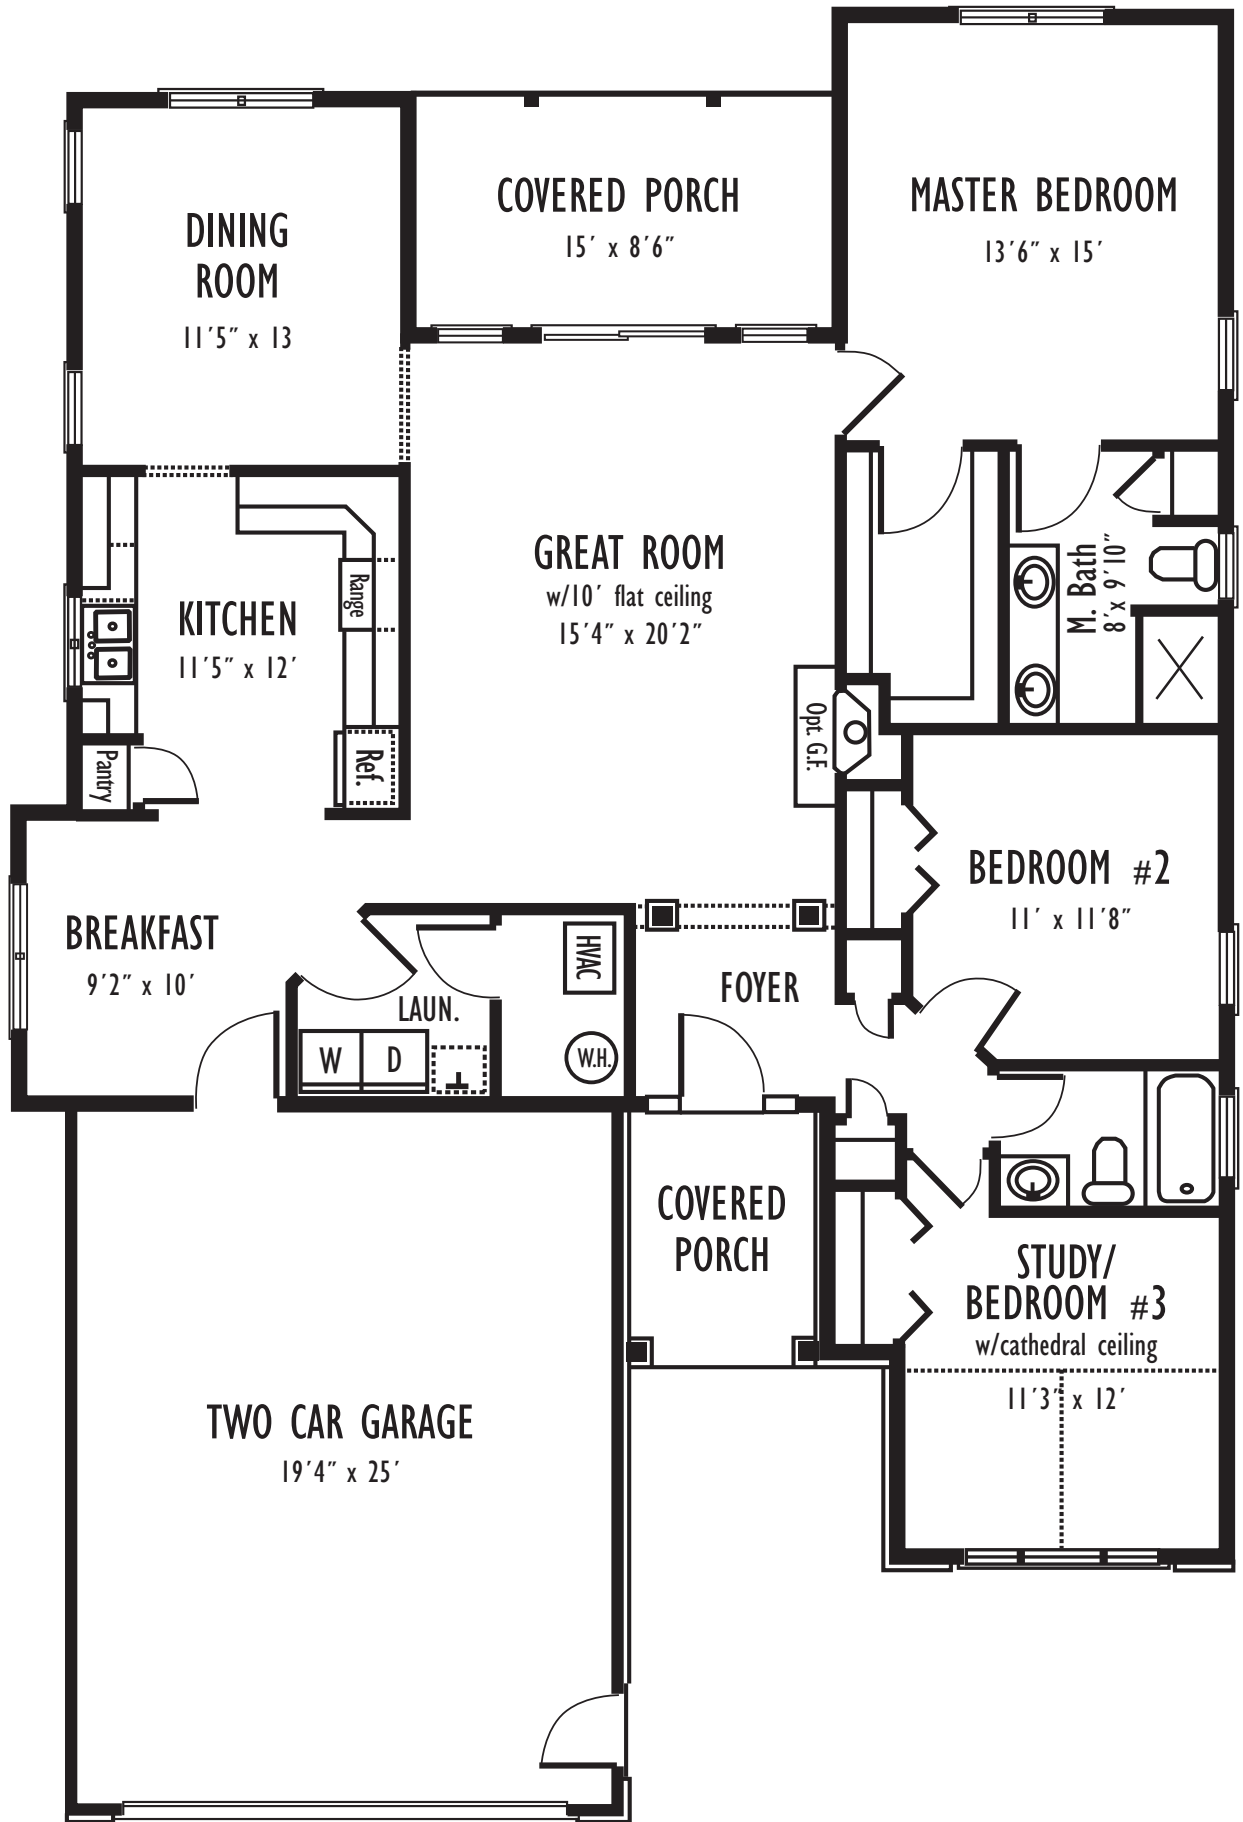 COVERED PORCH
15' x 8'6"
MASTER BEDROOM
13'6" x 15'
DINING
ROOM
11'5" x 13
GREAT ROOM
w/10' flat ceiling
15'4" x 20'2"
KITCHEN
11'5" x 12'
Range
Ref.
Pantry
Opt. G.F.
M. Bath
8'x 9'10"
BEDROOM #2
11' x 11'8"
BREAKFAST
9'2" x 10'
HVAC
LAUN.
W
D
W.H.
FOYER
COVERED
PORCH
STUDY/
BEDROOM #3
w/cathedral ceiling
11'3" x 12'
TWO CAR GARAGE
19'4" x 25'